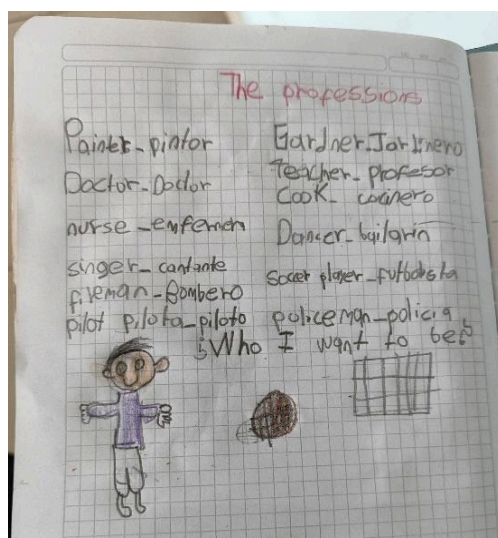 The professions
Painter_pintor Gardner_Jardinero
Doctor_Doctor Teacher_profesor
Cook_cocinero
nurse_enfermera Dancer_bailarin
singer_cantante soccer player_futbolista
fireman_Bombero
pilot pilota_piloto policeman_policia
¿Who I want to be?